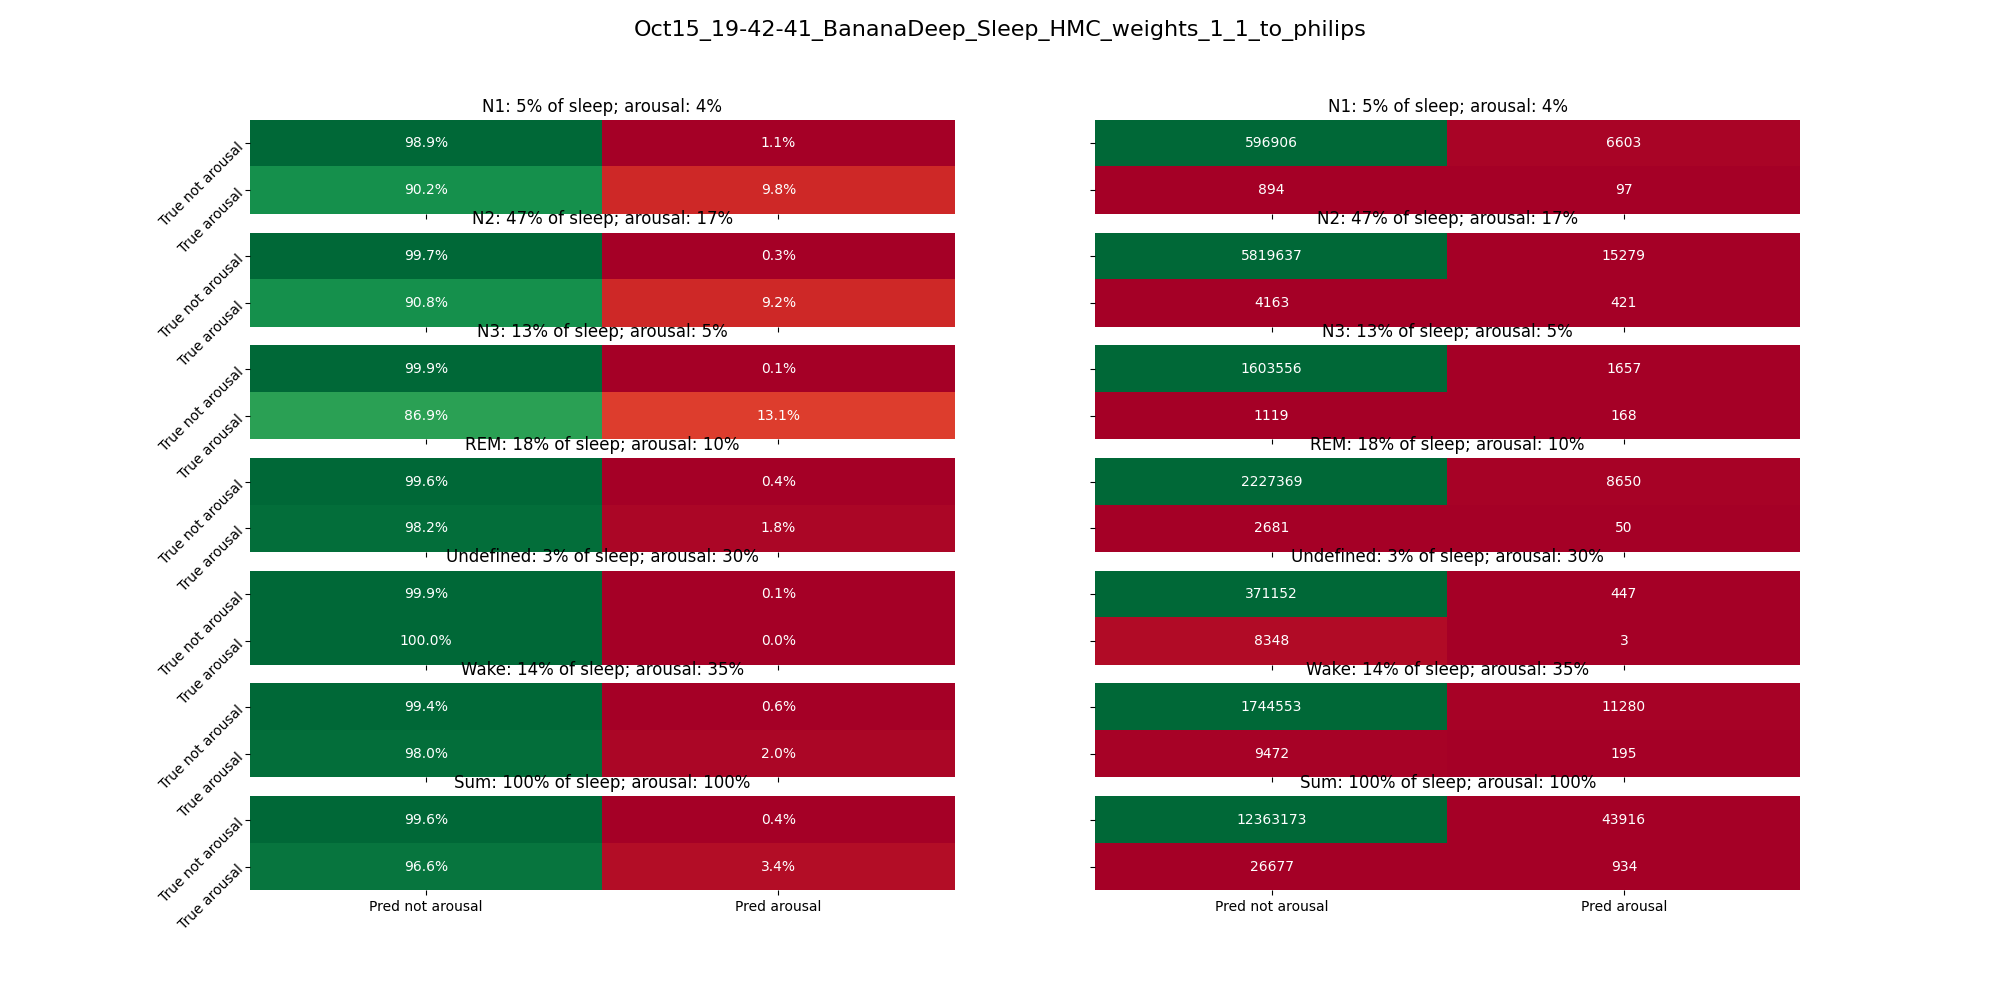 Oct15_19-42-41_BananaDeep_Sleep_HMC_weights_1_1_to_philips
N1: 5% of sleep; arousal: 4%
True not arousal 98.9% 1.1%
True arousal 90.2% 9.8%
N2: 47% of sleep; arousal: 17%
True not arousal 99.7% 0.3%
True arousal 90.8% 9.2%
N3: 13% of sleep; arousal: 5%
True not arousal 99.9% 0.1%
True arousal 86.9% 13.1%
REM: 18% of sleep; arousal: 10%
True not arousal 99.6% 0.4%
True arousal 98.2% 1.8%
Undefined: 3% of sleep; arousal: 30%
True not arousal 99.9% 0.1%
True arousal 100.0% 0.0%
Wake: 14% of sleep; arousal: 35%
True not arousal 99.4% 0.6%
True arousal 98.0% 2.0%
Sum: 100% of sleep; arousal: 100%
True not arousal 99.6% 0.4%
True arousal 96.6% 3.4%
Pred not arousal Pred arousal
N1: 5% of sleep; arousal: 4%
596906 6603
894 97
N2: 47% of sleep; arousal: 17%
5819637 15279
4163 421
N3: 13% of sleep; arousal: 5%
1603556 1657
1119 168
REM: 18% of sleep; arousal: 10%
2227369 8650
2681 50
Undefined: 3% of sleep; arousal: 30%
371152 447
8348 3
Wake: 14% of sleep; arousal: 35%
1744553 11280
9472 195
Sum: 100% of sleep; arousal: 100%
12363173 43916
26677 934
Pred not arousal Pred arousal